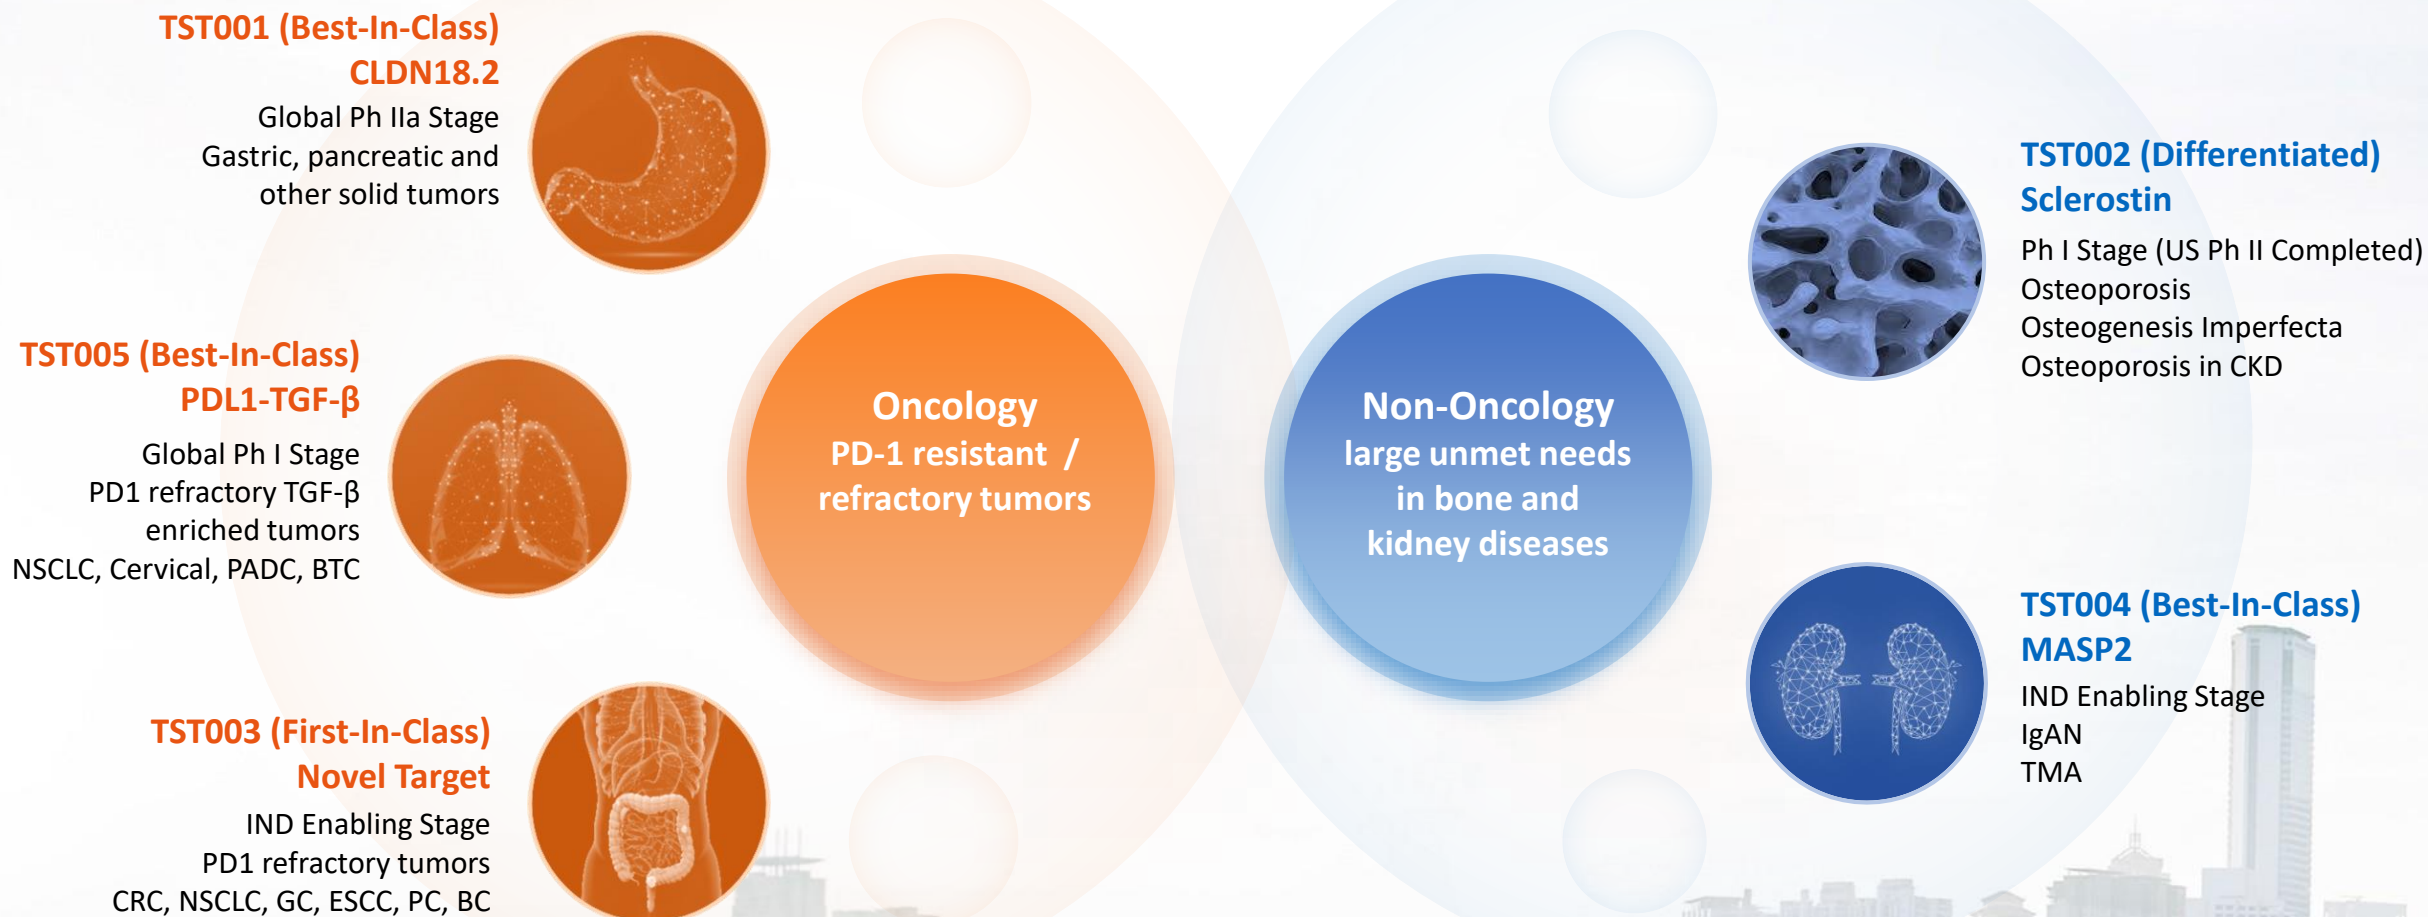 TST001 (Best-In-Class)
CLDN18.2
Global Ph IIa Stage
Gastric, pancreatic and
other solid tumors
TST005 (Best-In-Class)
PDL1-TGF-β
Global Ph I Stage
PD1 refractory TGF-β
enriched tumors
NSCLC, Cervical, PADC, BTC
TST003 (First-In-Class)
Novel Target
IND Enabling Stage
PD1 refractory tumors
CRC, NSCLC, GC, ESCC, PC, BC
Oncology
PD-1 resistant /
refractory tumors
Non-Oncology
large unmet needs
in bone and
kidney diseases
TST002 (Differentiated)
Sclerostin
Ph I Stage (US Ph II Completed)
Osteoporosis
Osteogenesis Imperfecta
Osteoporosis in CKD
TST004 (Best-In-Class)
MASP2
IND Enabling Stage
IgAN
TMA